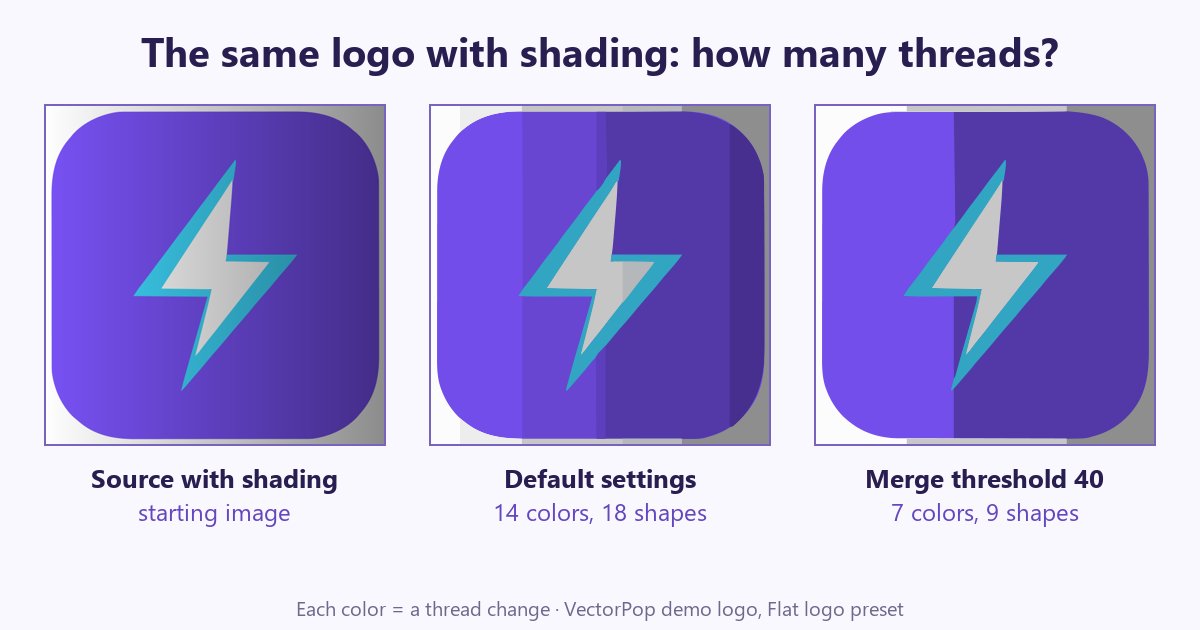 The same logo with shading: how many threads?
Source with shading
starting image
Default settings
14 colors, 18 shapes
Merge threshold 40
7 colors, 9 shapes
Each color = a thread change · VectorPop demo logo, Flat logo preset